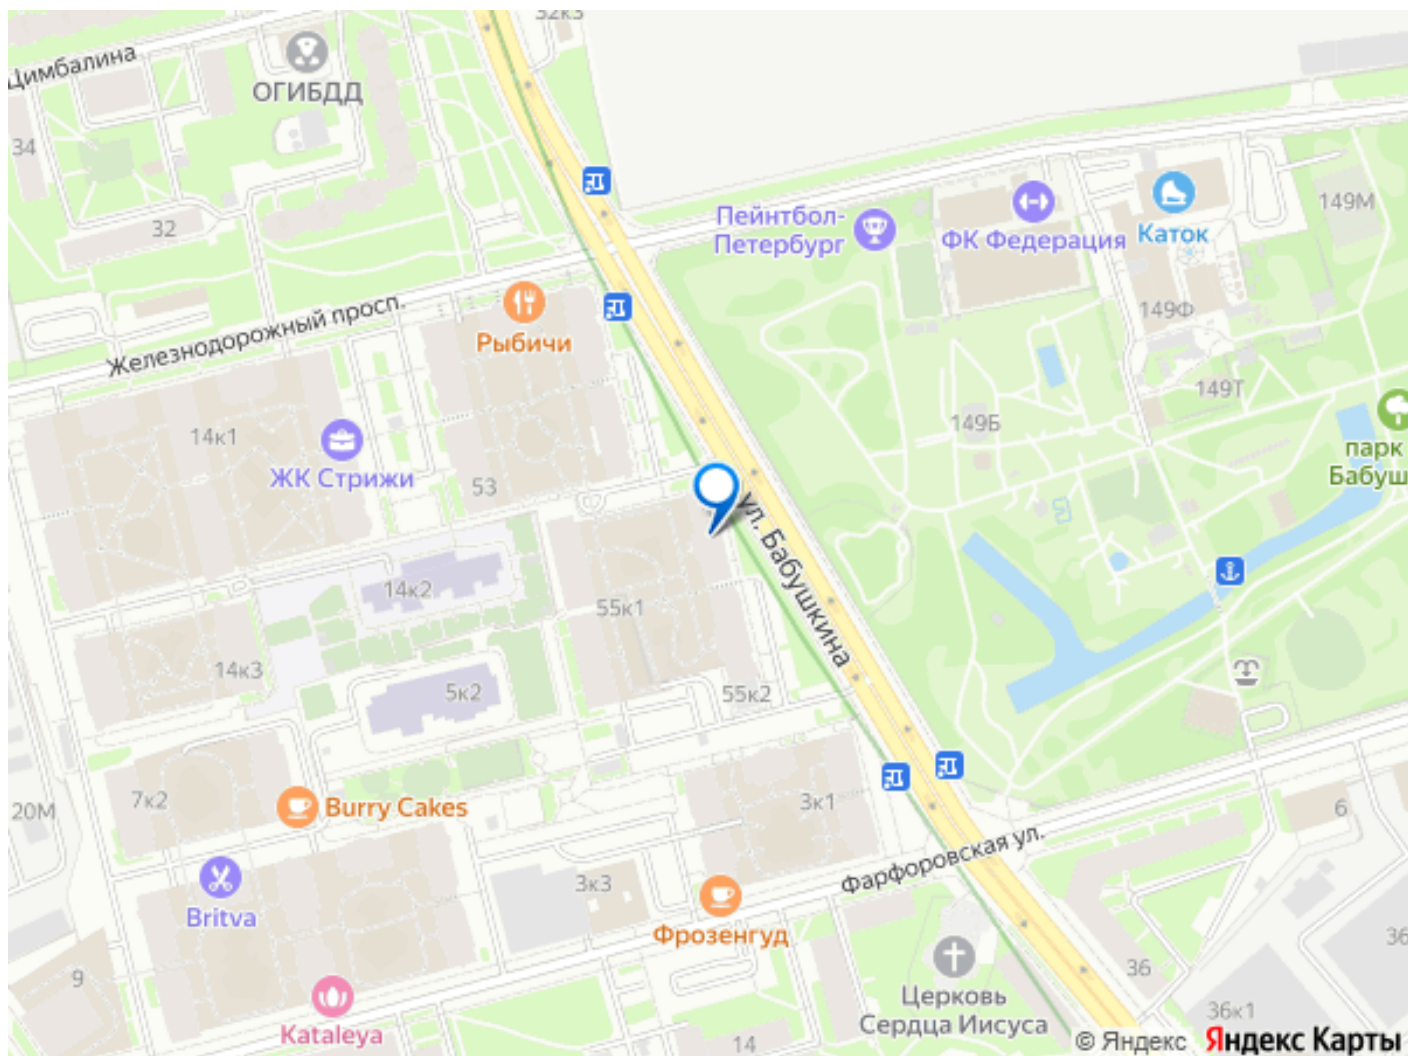 32к3
Цимбалина
ОГИБДД
34
32
Пейнтбол-
Петербург
ФК Федерация
Каток
149М
149Ф
149Т
149Б
парк
Бабуш
Железнодорожный просп.
Рыбичи
14к1
ЖК Стрижи
53
ул. Бабушкина
14к2
55к1
14к3
5к2
55к2
7к2
20М
Burry Cakes
3к1
6
Фарфоровская ул.
Britva
3к3
Фрозенгуд
9
Kataleya
Церковь
Сердца Иисуса
36
36
36к1
14
© Яндекс Яндекс Карты